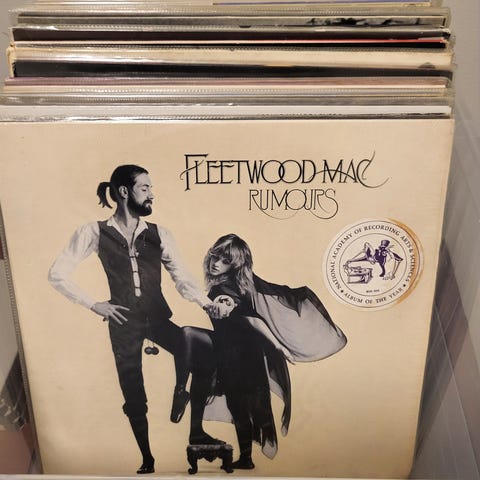 FLEETWOOD MAC
RUMOURS
NATIONAL ACADEMY OF RECORDING ARTS & SCIENCES
ALBUM OF THE YEAR